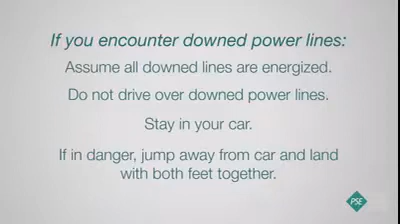 If you encounter downed power lines:
Assume all downed lines are energized.
Do not drive over downed power lines.
Stay in your car.
If in danger, jump away from car and land
with both feet together.
PSE